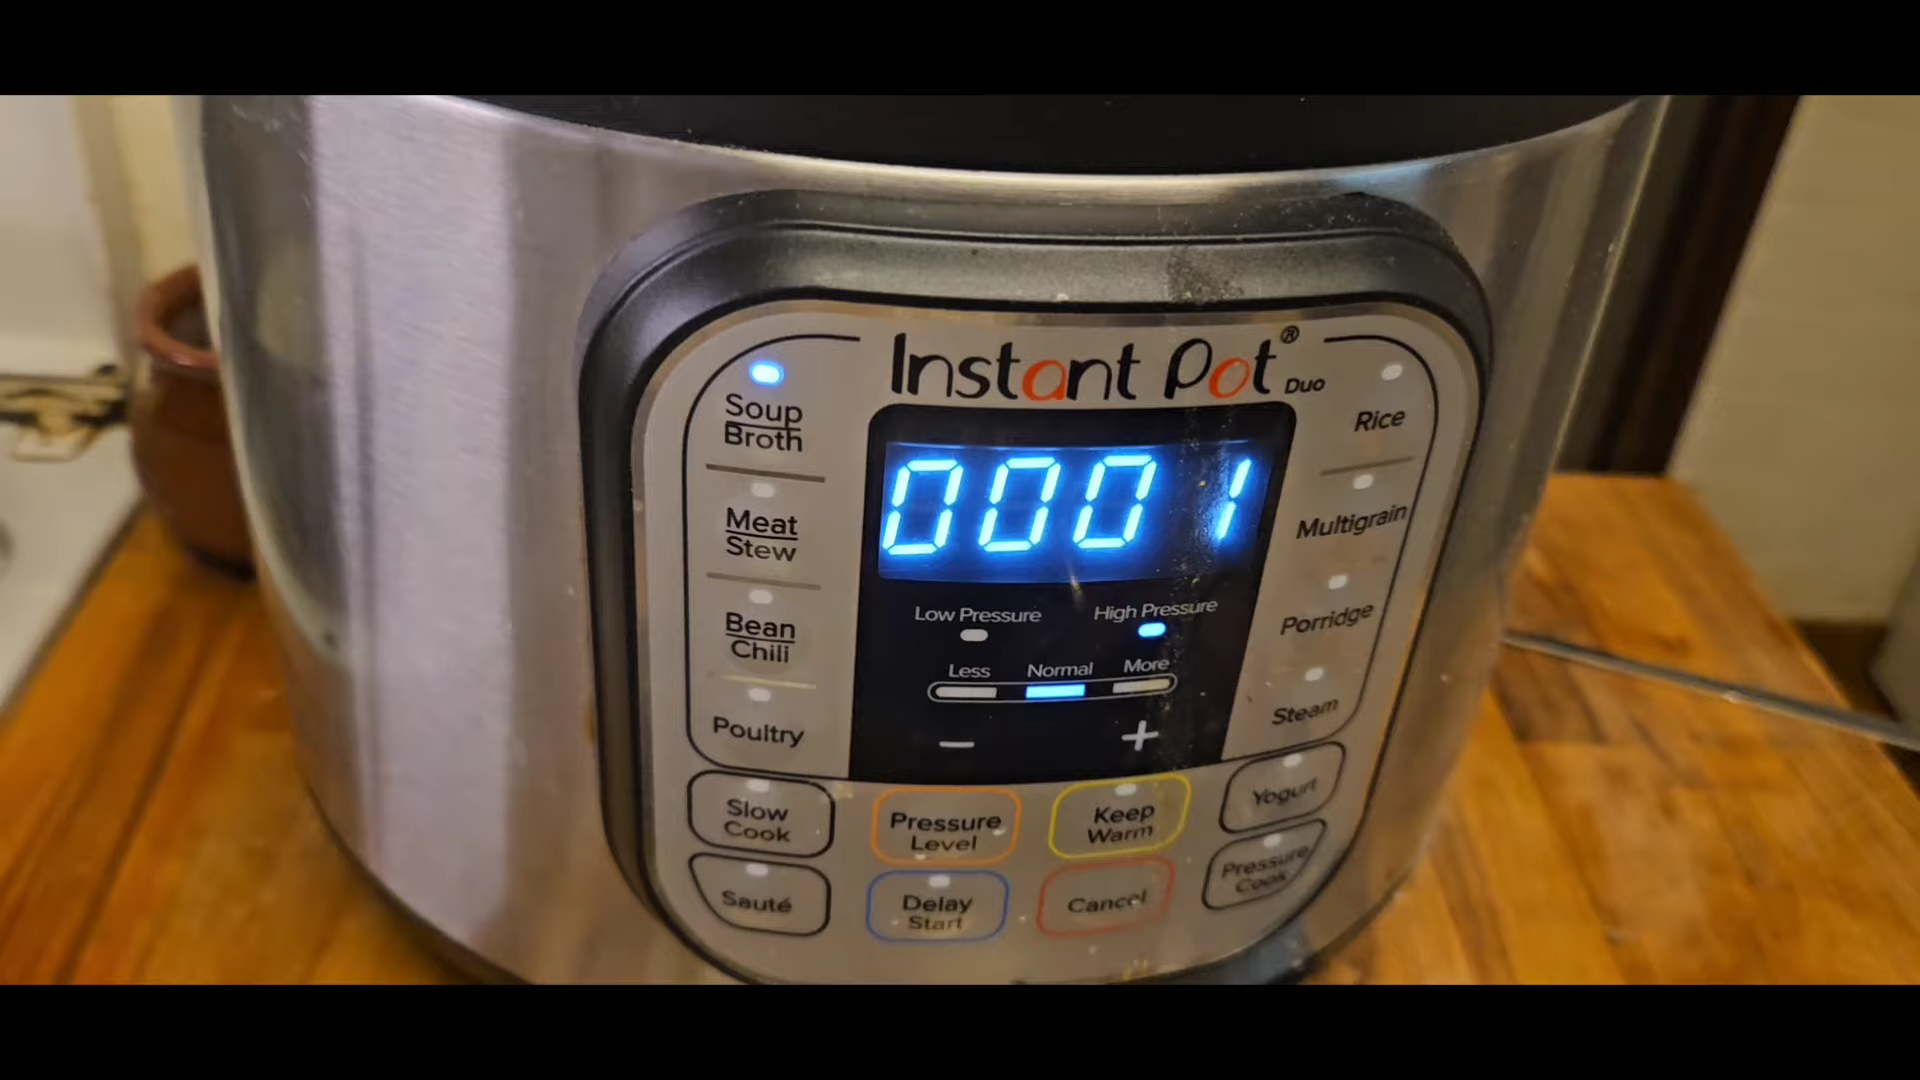 Instant Pot® Duo
Soup
Broth
Meat
Stew
Bean
Chili
Poultry
0001
Low Pressure High Pressure
Less Normal More
− +
Rice
Multigrain
Porridge
Steam
Slow
Cook
Sauté
Pressure
Level
Delay
Start
Keep
Warm
Cancel
Yogurt
Pressure
Cook